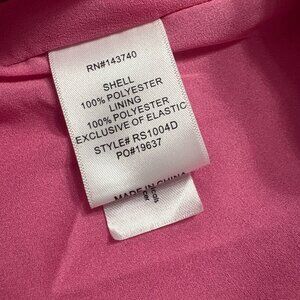 RN#143740
SHELL
100% POLYESTER
LINING
100% POLYESTER
EXCLUSIVE OF ELASTIC
STYLE# RS1004D
PO#19637
MADE IN CHINA